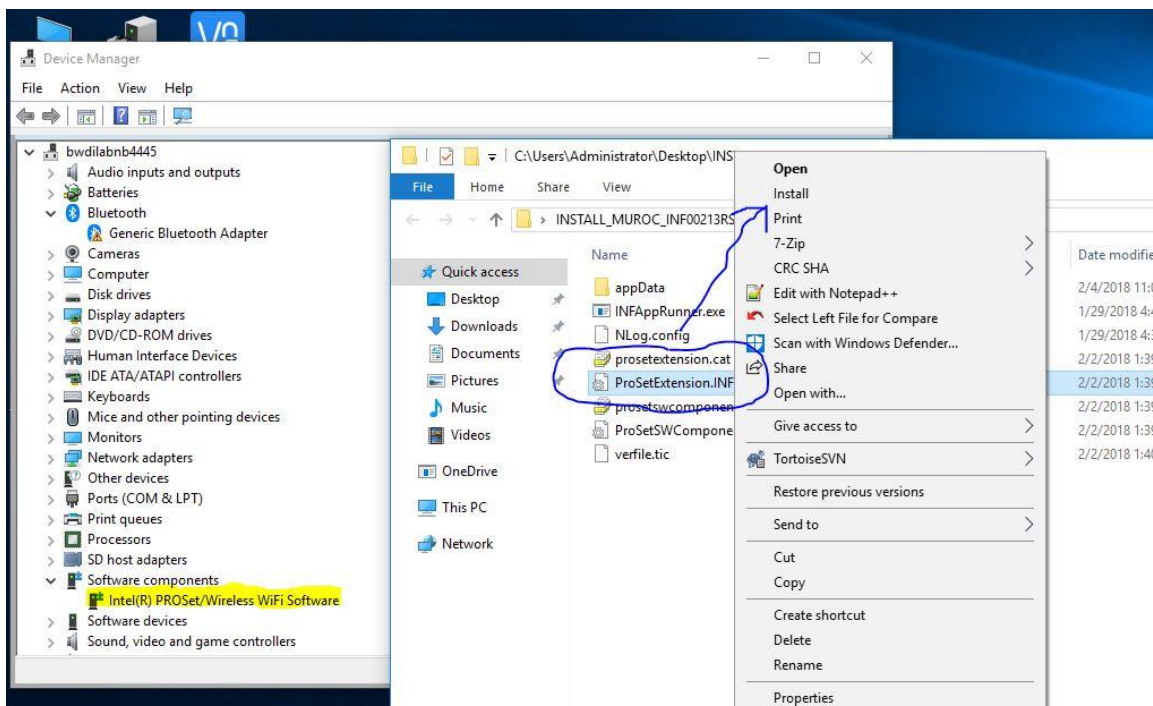 Device Manager
File Action View Help
bwdilabnb4445
Audio inputs and outputs
Batteries
Bluetooth
Generic Bluetooth Adapter
Cameras
Computer
Disk drives
Display adapters
DVD/CD-ROM drives
Human Interface Devices
IDE ATA/ATAPI controllers
Keyboards
Mice and other pointing devices
Monitors
Network adapters
Other devices
Ports (COM & LPT)
Print queues
Processors
SD host adapters
Software components
Intel(R) PROSet/Wireless WiFi Software
Software devices
Sound, video and game controllers
C:\Users\Administrator\Desktop\INS
File Home Share View
INSTALL_MUROC_INF00213RS
Quick access
Desktop
Downloads
Documents
Pictures
Music
Videos
OneDrive
This PC
Network
Name
appData
INFAppRunner.exe
NLog.config
prosetextension.cat
ProSetExtension.INF
prosetswcomponen
ProSetSWCompone
verfile.tic
Open
Install
Print
7-Zip
CRC SHA
Edit with Notepad++
Select Left File for Compare
Scan with Windows Defender...
Share
Open with...
Give access to
TortoiseSVN
Restore previous versions
Send to
Cut
Copy
Create shortcut
Delete
Rename
Properties
Date modifie
2/4/2018 11:0
1/29/2018 4:4
1/29/2018 3:3
2/2/2018 1:39
2/2/2018 1:39
2/2/2018 1:39
2/2/2018 1:39
2/2/2018 1:40